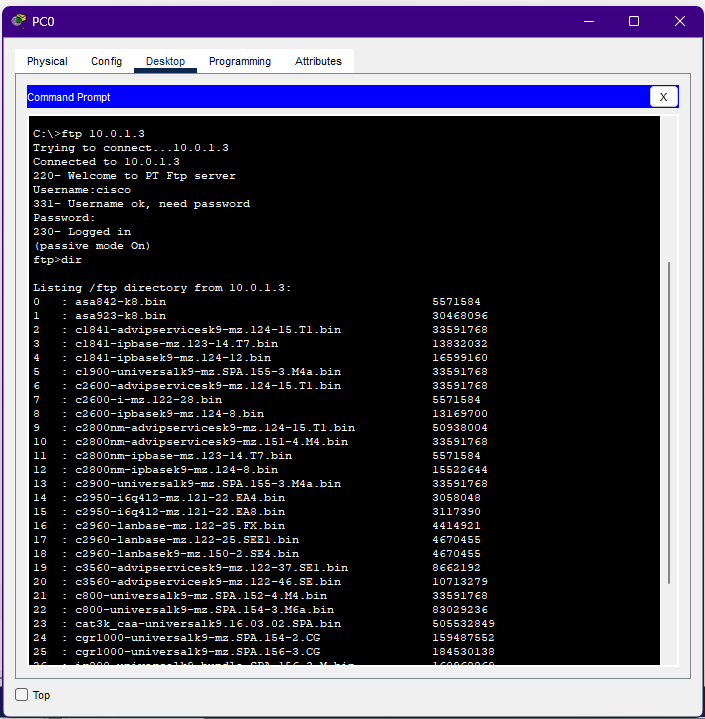 PC0
Physical Config Desktop Programming Attributes
Command Prompt X
C:\>ftp 10.0.1.3
Trying to connect...10.0.1.3
Connected to 10.0.1.3
220- Welcome to PT Ftp server
Username:cisco
331- Username ok, need password
Password:
230- Logged in
(passive mode On)
ftp>dir
Listing /ftp directory from 10.0.1.3:
0 : asa842-k8.bin 5571584
1 : asa923-k8.bin 30468096
2 : c1841-advipservicesk9-mz.124-15.T1.bin 33591768
3 : c1841-ipbase-mz.123-14.T7.bin 13832032
4 : c1841-ipbasek9-mz.124-12.bin 16599160
5 : c1900-universalk9-mz.SPA.155-3.M4a.bin 33591768
6 : c2600-advipservicesk9-mz.124-15.T1.bin 33591768
7 : c2600-i-mz.122-28.bin 5571584
8 : c2600-ipbasek9-mz.124-8.bin 13169700
9 : c2800nm-advipservicesk9-mz.124-15.T1.bin 50938004
10 : c2800nm-advipservicesk9-mz.151-4.M4.bin 33591768
11 : c2800nm-ipbase-mz.123-14.T7.bin 5571584
12 : c2800nm-ipbasek9-mz.124-8.bin 15522644
13 : c2900-universalk9-mz.SPA.155-3.M4a.bin 33591768
14 : c2950-i6q4l2-mz.121-22.EA4.bin 3058048
15 : c2950-i6q4l2-mz.121-22.EA8.bin 3117390
16 : c2960-lanbase-mz.122-25.FX.bin 4414921
17 : c2960-lanbase-mz.122-25.SEE1.bin 4670455
18 : c2960-lanbasek9-mz.150-2.SE4.bin 4670455
19 : c3560-advipservicesk9-mz.122-37.SE1.bin 8662192
20 : c3560-advipservicesk9-mz.122-46.SE.bin 10713279
21 : c800-universalk9-mz.SPA.152-4.M4.bin 33591768
22 : c800-universalk9-mz.SPA.154-3.M6a.bin 83029236
23 : cat3k_caa-universalk9.16.03.02.SPA.bin 505532849
24 : cgr1000-universalk9-mz.SPA.154-2.CG 159487552
25 : cgr1000-universalk9-mz.SPA.156-3.CG 184530138
Top